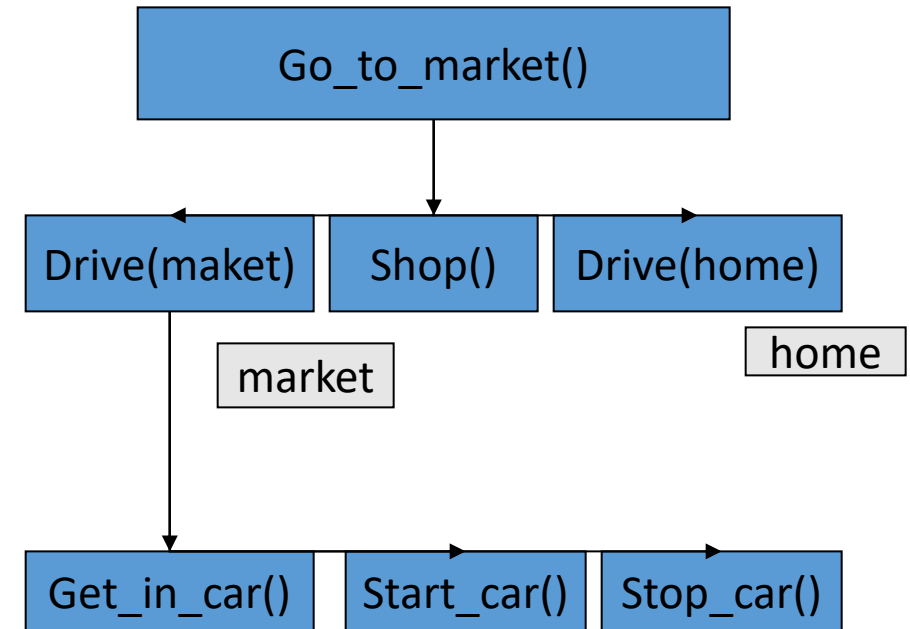 Go_to_market()
Drive(maket)
Shop()
Drive(home)
market
home
Get_in_car()
Start_car()
Stop_car()